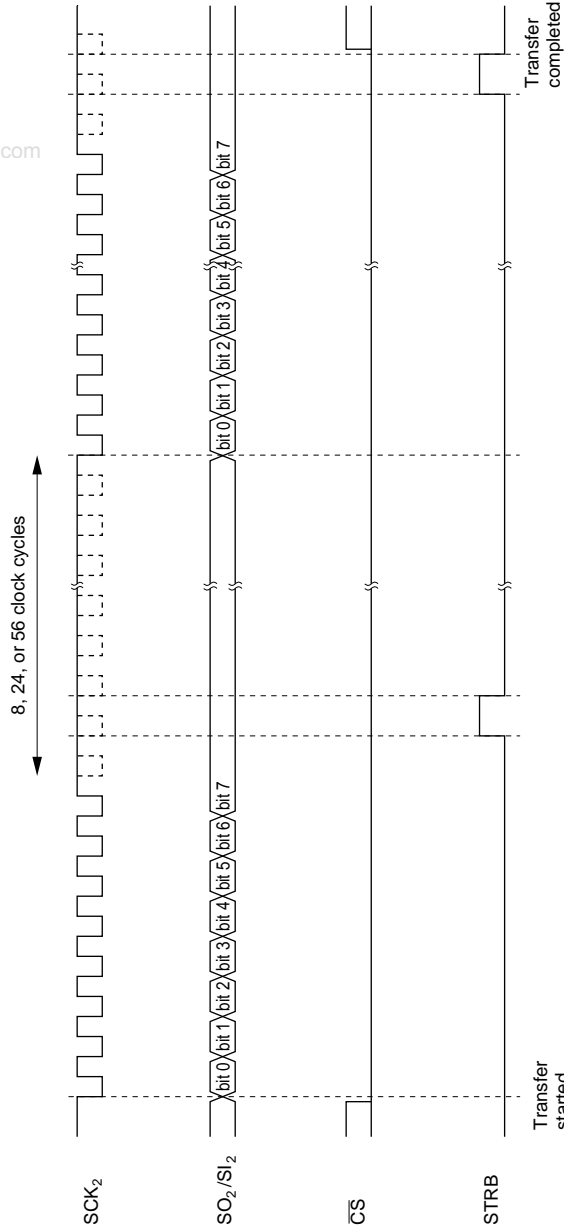 com
8, 24, or 56 clock cycles
SCK₂
SO₂/SI₂
bit 0 bit 1 bit 2 bit 3 bit 4 bit 5 bit 6 bit 7
bit 0 bit 1 bit 2 bit 3 bit 4 bit 5 bit 6 bit 7
CS
STRB
Transfer
started
Transfer
completed